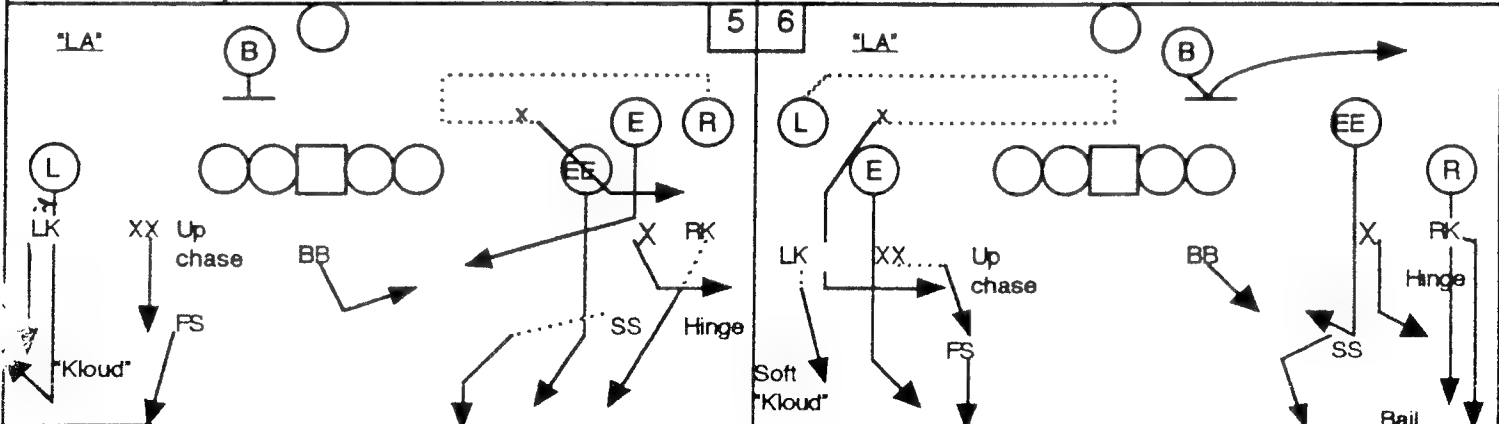 5 6
"LA"
B
X
E R
L
EE
LK
XX Up
chase
BB
X RK
FS
SS Hinge
"Kloud"
"LA"
B
L
X
EE
E
R
LK XX Up
chase
BB
X RK
Hinge
FS
SS
Soft
"Kloud"
Bail